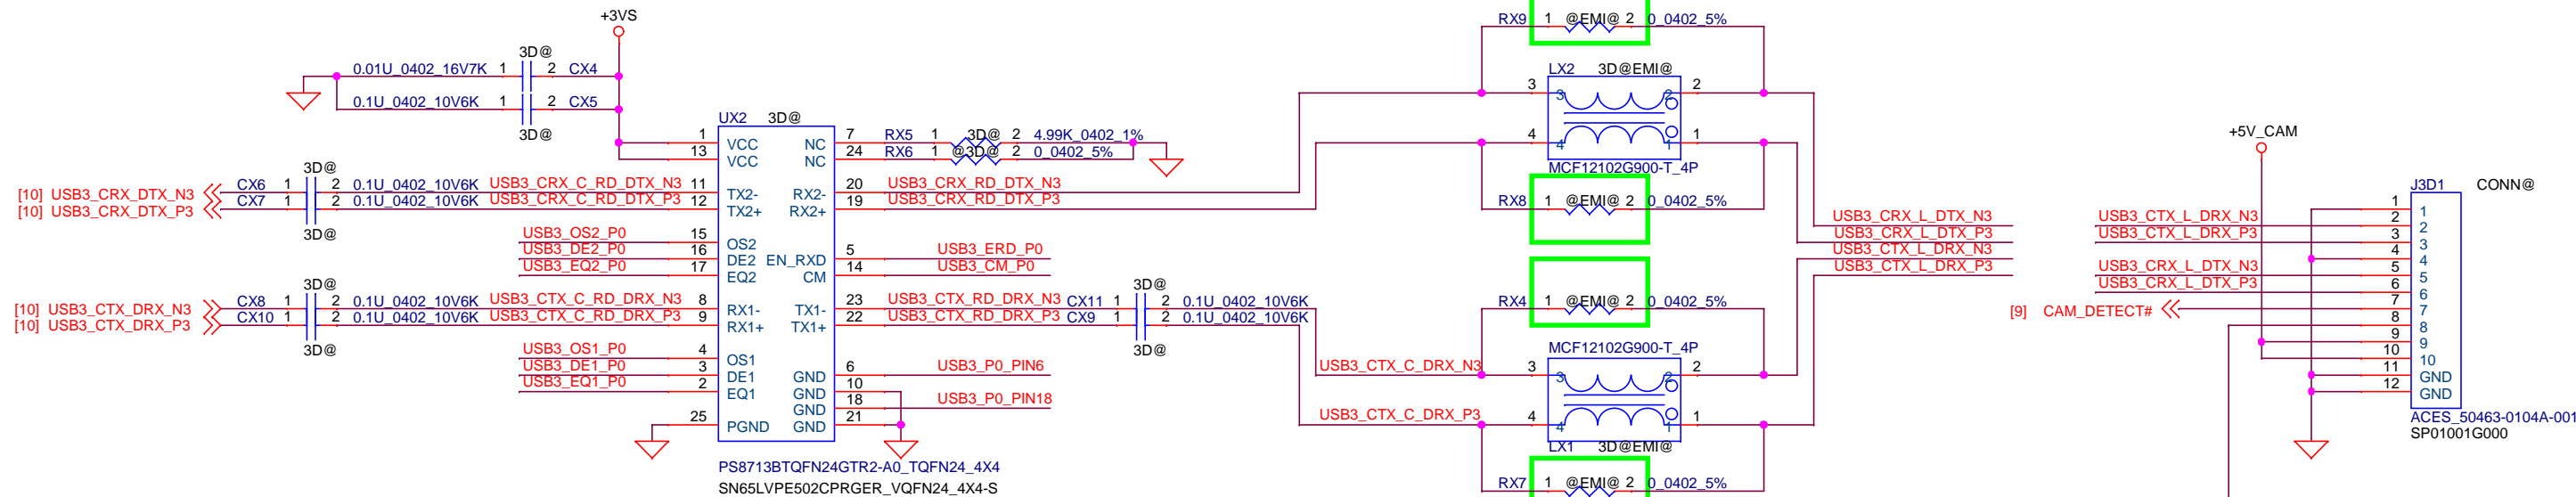 +3VS
3D@
0.01U_0402_16V7K 1 2 CX4
0.1U_0402_10V6K 1 2 CX5
3D@
UX2 3D@
1 VCC
13 VCC
NC 7 RX5 1 3D@ 2 4.99K_0402_1%
NC 24 RX6 1 @3D@ 2 0_0402_5%
3D@
[10] USB3_CRX_DTX_N3 CX6 1 2 0.1U_0402_10V6K USB3_CRX_C_RD_DTX_N3 11 TX2-
[10] USB3_CRX_DTX_P3 CX7 1 2 0.1U_0402_10V6K USB3_CRX_C_RD_DTX_P3 12 TX2+
3D@
RX2- 20 USB3_CRX_RD_DTX_N3
RX2+ 19 USB3_CRX_RD_DTX_P3
USB3_OS2_P0 15 OS2
USB3_DE2_P0 16 DE2
USB3_EQ2_P0 17 EQ2
EN_RXD 5 USB3_ERD_P0
CM 14 USB3_CM_P0
3D@
[10] USB3_CTX_DRX_N3 CX8 1 2 0.1U_0402_10V6K USB3_CTX_C_RD_DRX_N3 8 RX1-
[10] USB3_CTX_DRX_P3 CX10 1 2 0.1U_0402_10V6K USB3_CTX_C_RD_DRX_P3 9 RX1+
3D@
3D@
TX1- 23 USB3_CTX_RD_DRX_N3 CX11 1 2 0.1U_0402_10V6K
TX1+ 22 USB3_CTX_RD_DRX_P3 CX9 1 2 0.1U_0402_10V6K
3D@
USB3_OS1_P0 4 OS1
USB3_DE1_P0 3 DE1
USB3_EQ1_P0 2 EQ1
GND 6 USB3_P0_PIN6
GND 10
GND 18 USB3_P0_PIN18
GND 21
25 PGND
PS8713BTQFN24GTR2-A0_TQFN24_4X4
SN65LVPE502CPRGER_VQFN24_4X4-S
RX9 1 @EMI@ 2 0_0402_5%
LX2 3D@EMI@
3 3 2 2
4 4 1 1
MCF12102G900-T_4P
RX8 1 @EMI@ 2 0_0402_5%
USB3_CRX_L_DTX_N3
USB3_CRX_L_DTX_P3
USB3_CTX_L_DRX_N3
USB3_CTX_L_DRX_P3
RX4 1 @EMI@ 2 0_0402_5%
MCF12102G900-T_4P
USB3_CTX_C_DRX_N3 3 3 2 2
USB3_CTX_C_DRX_P3 4 4 1 1
LX1 3D@EMI@
RX7 1 @EMI@ 2 0_0402_5%
+5V_CAM
J3D1 CONN@
1 1
USB3_CTX_L_DRX_N3 2 2
USB3_CTX_L_DRX_P3 3 3
4 4
USB3_CRX_L_DTX_N3 5 5
USB3_CRX_L_DTX_P3 6 6
[9] CAM_DETECT# 7 7
8 8
9 9
10 10
11 GND
12 GND
ACES_50463-0104A-001
SP01001G000